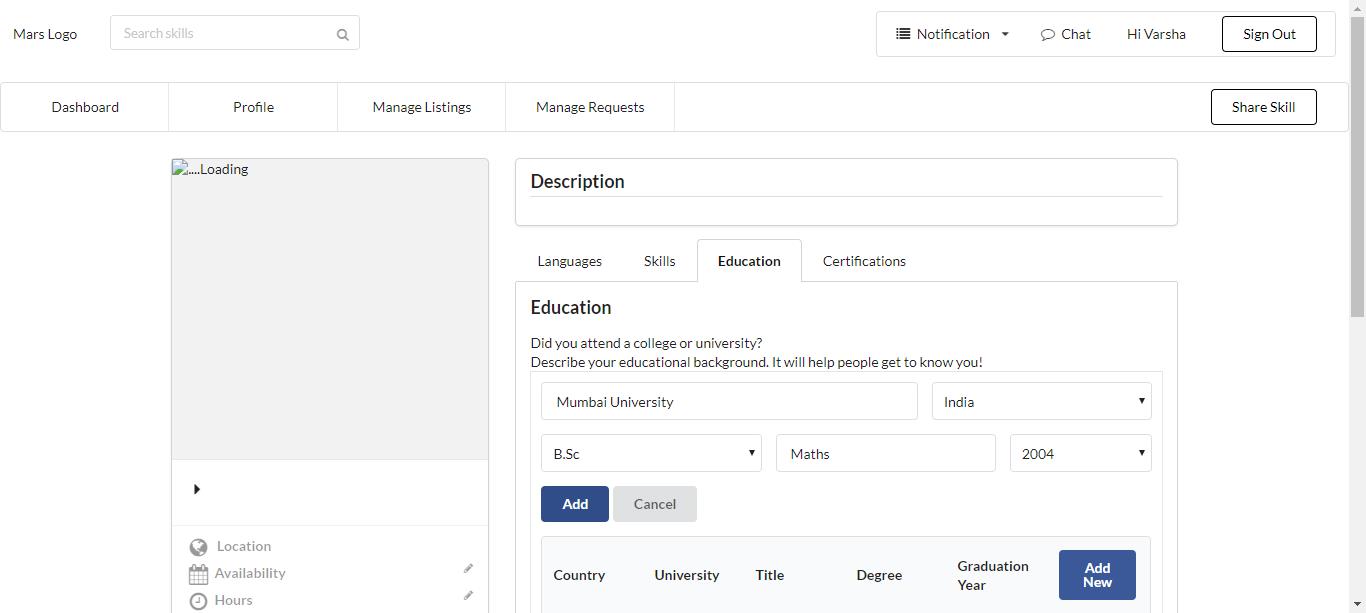 Mars Logo
Search skills
Notification
Chat
Hi Varsha
Sign Out
Dashboard
Profile
Manage Listings
Manage Requests
Share Skill
....Loading
Location
Availability
Hours
Description
Languages
Skills
Education
Certifications
Education
Did you attend a college or university?
Describe your educational background. It will help people get to know you!
Mumbai University
India
B.Sc
Maths
2004
Add
Cancel
Country
University
Title
Degree
Graduation
Year
Add
New